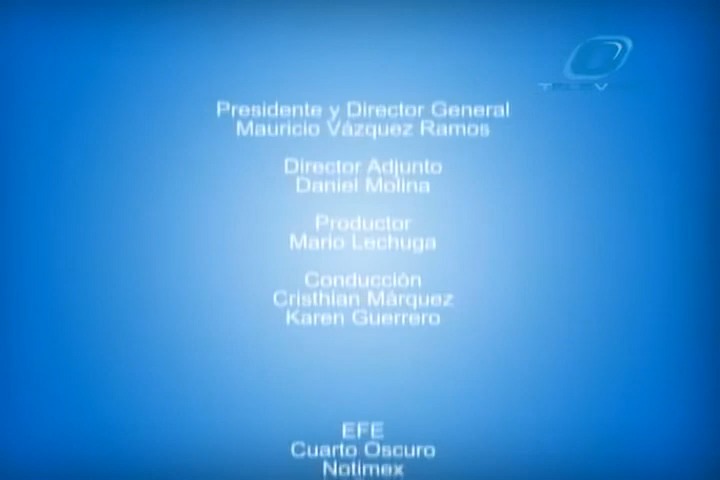 Presidente y Director General
Mauricio Vázquez Ramos
Director Adjunto
Daniel Molina
Productor
Mario Lechuga
Conducción
Cristhian Márquez
Karen Guerrero
EFE
Cuarto Oscuro
Notimex